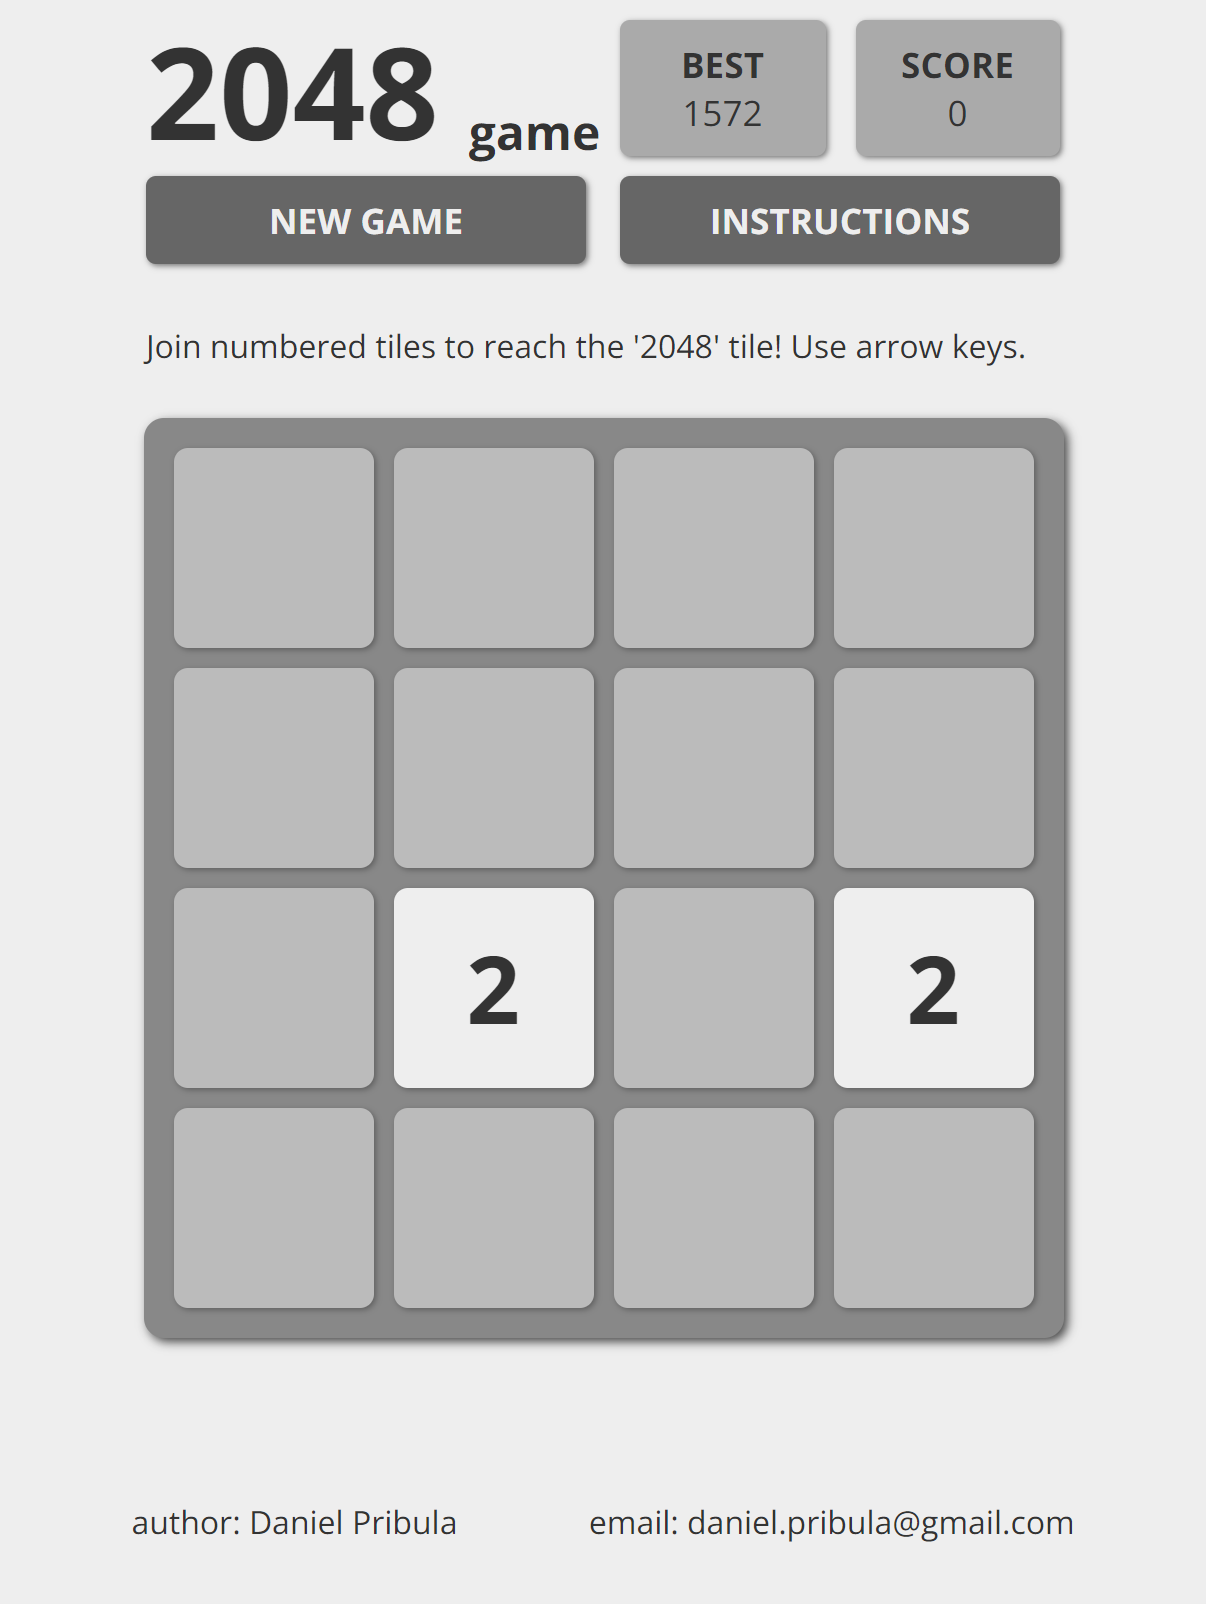 2048 game
BEST
1572
SCORE
0
NEW GAME
INSTRUCTIONS
Join numbered tiles to reach the '2048' tile! Use arrow keys.
2 2
author: Daniel Pribula
email: daniel.pribula@gmail.com